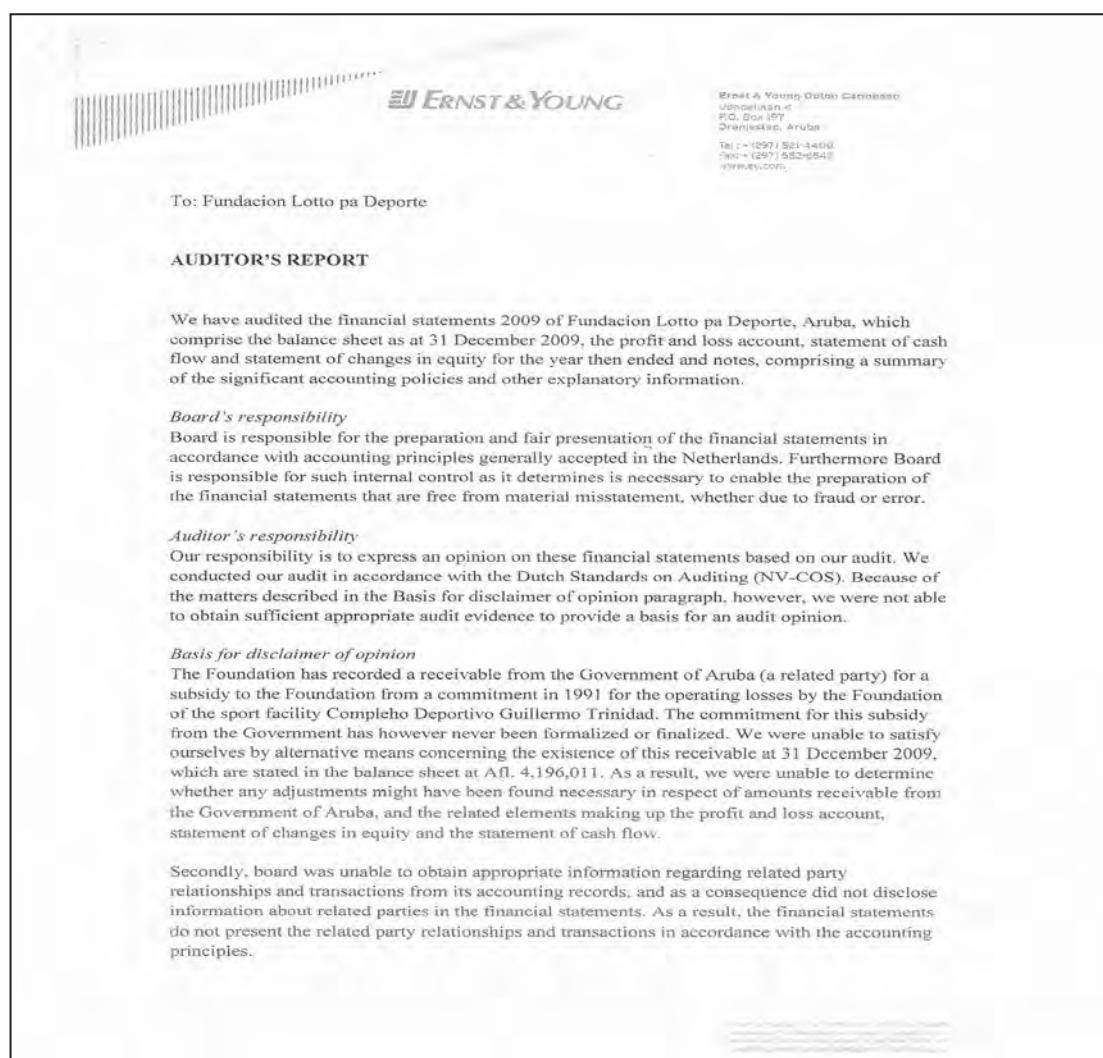 ERNST & YOUNG
Ernst & Young Dutch Caribbean
P.O. Box 197
Oranjestad, Aruba
To: Fundacion Lotto pa Deporte
AUDITOR'S REPORT
We have audited the financial statements 2009 of Fundacion Lotto pa Deporte, Aruba, which
comprise the balance sheet as at 31 December 2009, the profit and loss account, statement of cash
flow and statement of changes in equity for the year then ended and notes, comprising a summary
of the significant accounting policies and other explanatory information.
Board's responsibility
Board is responsible for the preparation and fair presentation of the financial statements in
accordance with accounting principles generally accepted in the Netherlands. Furthermore Board
is responsible for such internal control as it determines is necessary to enable the preparation of
the financial statements that are free from material misstatement, whether due to fraud or error.
Auditor's responsibility
Our responsibility is to express an opinion on these financial statements based on our audit. We
conducted our audit in accordance with the Dutch Standards on Auditing (NV-COS). Because of
the matters described in the Basis for disclaimer of opinion paragraph, however, we were not able
to obtain sufficient appropriate audit evidence to provide a basis for an audit opinion.
Basis for disclaimer of opinion
The Foundation has recorded a receivable from the Government of Aruba (a related party) for a
subsidy to the Foundation from a commitment in 1991 for the operating losses by the Foundation
of the sport facility Compleho Deportivo Guillermo Trinidad. The commitment for this subsidy
from the Government has however never been formalized or finalized. We were unable to satisfy
ourselves by alternative means concerning the existence of this receivable at 31 December 2009,
which are stated in the balance sheet at Afl. 4,196,011. As a result, we were unable to determine
whether any adjustments might have been found necessary in respect of amounts receivable from
the Government of Aruba, and the related elements making up the profit and loss account,
statement of changes in equity and the statement of cash flow.
Secondly, board was unable to obtain appropriate information regarding related party
relationships and transactions from its accounting records, and as a consequence did not disclose
information about related parties in the financial statements. As a result, the financial statements
do not present the related party relationships and transactions in accordance with the accounting
principles.